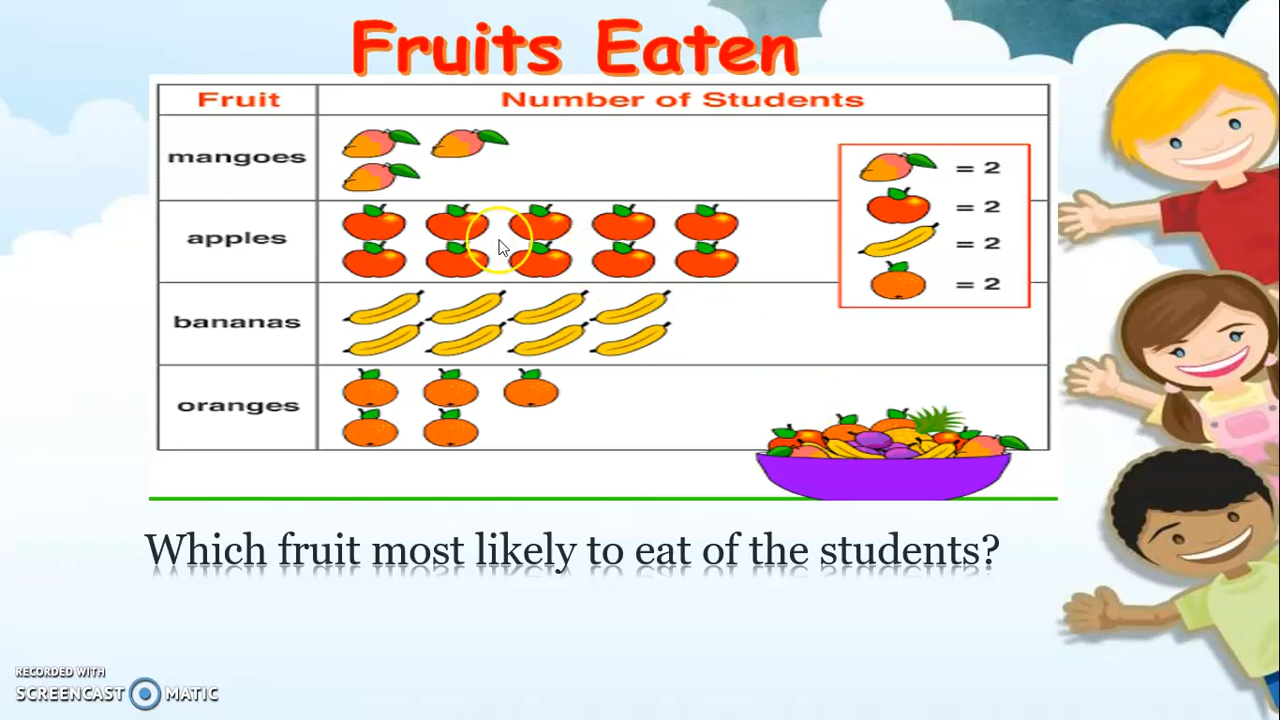 Fruits Eaten
Fruit Number of Students
mangoes
= 2
apples
= 2
= 2
= 2
bananas
oranges
Which fruit most likely to eat of the students?
RECORDED WITH
SCREENCAST MATIC